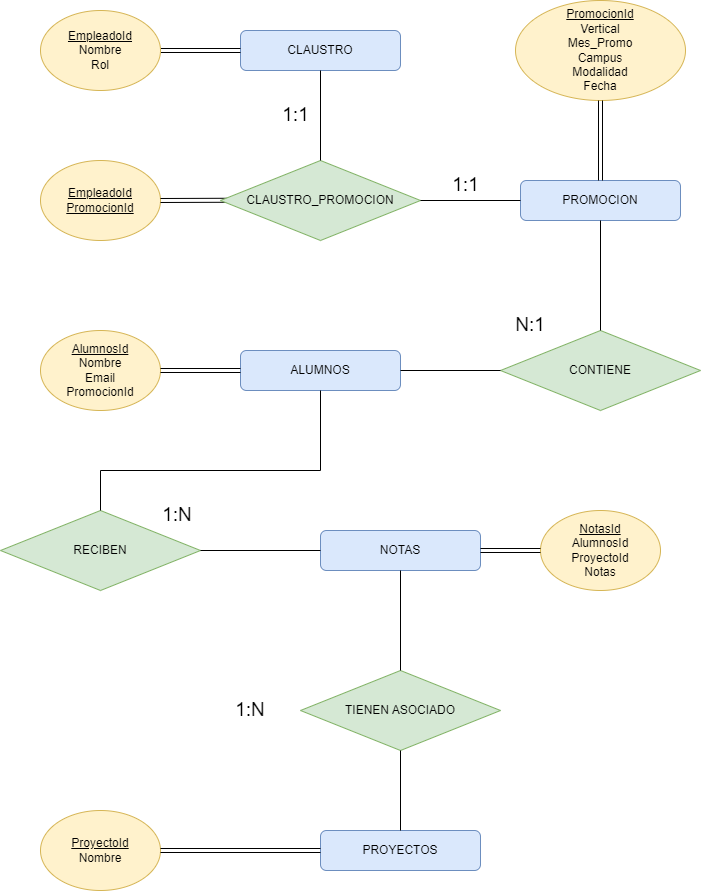 EmpleadoId
Nombre
Rol
CLAUSTRO
PromocionId
Vertical
Mes_Promo
Campus
Modalidad
Fecha
1:1
EmpleadoId
PromocionId
CLAUSTRO_PROMOCION
1:1
PROMOCION
N:1
AlumnosId
Nombre
Email
PromocionId
ALUMNOS
CONTIENE
1:N
RECIBEN
NOTAS
NotasId
AlumnosId
ProyectoId
Notas
1:N
TIENEN ASOCIADO
ProyectoId
Nombre
PROYECTOS